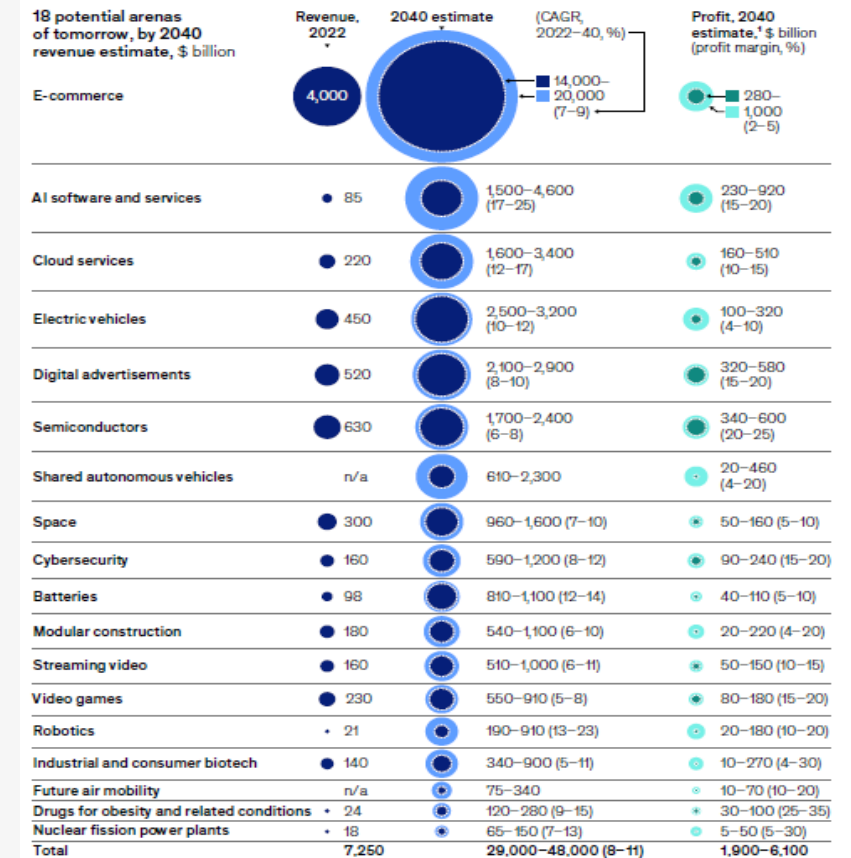 18 potential arenas of tomorrow, by 2040 revenue estimate, $ billion
Revenue, 2022
2040 estimate
(CAGR, 2022–40, %)
Profit, 2040 estimate,¹ $ billion (profit margin, %)
E-commerce 4,000 14,000–20,000 (7–9) 280–1,000 (2–5)
AI software and services 85 1,500–4,600 (17–25) 230–920 (15–20)
Cloud services 220 1,600–3,400 (12–17) 160–510 (10–15)
Electric vehicles 450 2,500–3,200 (10–12) 100–320 (4–10)
Digital advertisements 520 2,100–2,900 (8–10) 320–580 (15–20)
Semiconductors 630 1,700–2,400 (6–8) 340–600 (20–25)
Shared autonomous vehicles n/a 610–2,300 20–460 (4–20)
Space 300 960–1,600 (7–10) 50–160 (5–10)
Cybersecurity 160 590–1,200 (8–12) 90–240 (15–20)
Batteries 98 810–1,100 (12–14) 40–110 (5–10)
Modular construction 180 540–1,100 (6–10) 20–220 (4–20)
Streaming video 160 510–1,000 (6–11) 50–150 (10–15)
Video games 230 550–910 (5–8) 80–180 (15–20)
Robotics 21 190–910 (13–23) 20–180 (10–20)
Industrial and consumer biotech 140 340–900 (5–11) 10–270 (4–30)
Future air mobility n/a 75–340 10–70 (10–20)
Drugs for obesity and related conditions 24 120–280 (9–15) 30–100 (25–35)
Nuclear fission power plants 18 65–150 (7–13) 5–50 (5–30)
Total 7,250 29,000–48,000 (8–11) 1,900–6,100